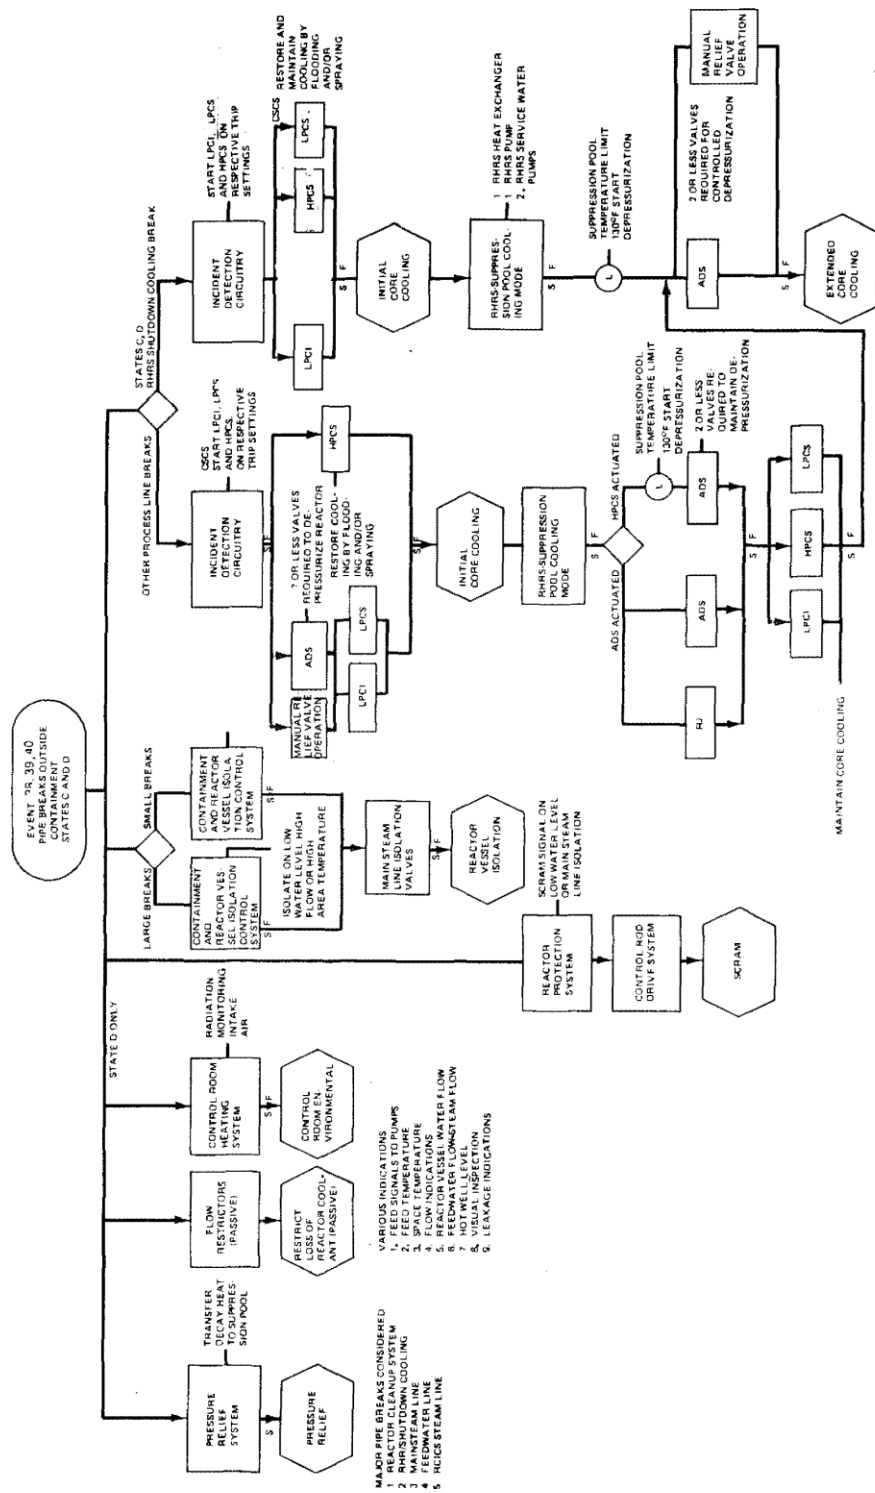 EVENT 38, 39, 40
PIPE BREAKS OUTSIDE
CONTAINMENT
STATES C AND D
STATE D ONLY
TRANSFER
DECAY HEAT
TO SUPPRES-
SION POOL
PRESSURE
RELIEF
SYSTEM
S
PRESSURE
RELIEF
FLOW
RESTRICTORS
(PASSIVE)
RESTRICT
LOSS OF
REACTOR COOL-
ANT (PASSIVE)
RADIATION
MONITORING
INTAKE
AIR
CONTROL ROOM
HEATING
SYSTEM
S F
CONTROL
ROOM EN-
VIRONMENTAL
MAJOR PIPE BREAKS CONSIDERED
1 REACTOR CLEANUP SYSTEM
2 RHR/SHUTDOWN COOLING
3 MAINSTEAM LINE
4 FEEDWATER LINE
5 RCICS STEAM LINE
VARIOUS INDICATIONS
1. FEED SIGNALS TO PUMPS
2. FEED TEMPERATURE
3. SPACE TEMPERATURE
4. FLOW INDICATIONS
5. REACTOR VESSEL WATER FLOW
6. FEEDWATER FLOW-STEAM FLOW
7. HOT WELL LEVEL
8. VISUAL INSPECTION
9. LEAKAGE INDICATIONS
LARGE BREAKS
SMALL BREAKS
CONTAINMENT
AND
REACTOR VES-
SEL ISOLATION
CONTROL
SYSTEM
S F
CONTAINMENT
AND REACTOR
VESSEL ISOLA-
TION CONTROL
SYSTEM
S F
ISOLATE ON LOW
WATER LEVEL HIGH
FLOW OR HIGH
AREA TEMPERATURE
MAIN STEAM
LINE ISOLATION
VALVES
S F
REACTOR
VESSEL
ISOLATION
SCRAM SIGNAL ON
LOW WATER LEVEL
OR MAIN STEAM
LINE ISOLATION
REACTOR
PROTECTION
SYSTEM
CONTROL ROD
DRIVE SYSTEM
SCRAM
OTHER PROCESS LINE BREAKS
STATES C, D
RHRS SHUTDOWN COOLING BREAK
CSCS
START LPCI, LPCS
AND HPCS,
ON RESPECTIVE
TRIP SETTINGS
INCIDENT
DETECTION
CIRCUITRY
S F
MANUAL RE-
LIEF VALVE
OPERATION
ADS
7 OR LESS VALVES
REQUIRED TO DE-
PRESSURIZE REACTOR
RESTORE COOL-
ING BY FLOOD-
ING AND/OR
SPRAYING
HPCS
LPCI
LPCS
INITIAL
CORE COOLING
RHRS-SUPPRESSION
POOL COOLING
MODE
S F
ADS ACTUATED
HPCS ACTUATED
SUPPRESSION POOL
TEMPERATURE LIMIT
130°F START
DEPRESSURIZATION
L
2 OR LESS
VALVES RE-
QUIRED TO
MAINTAIN DE-
PRESSURIZATION
ADS
ADS
S F
LPCI
HPCS
LPCS
S F
MAINTAIN CORE COOLING
START LPCI, LPCS
AND HPCS ON
RESPECTIVE TRIP
SETTINGS
INCIDENT
DETECTION
CIRCUITRY
CSCS
RESTORE AND
MAINTAIN
COOLING BY
FLOODING
AND/OR
SPRAYING
LPCI
HPCS
LPCS
S F
INITIAL
CORE
COOLING
1 RHRS HEAT EXCHANGER
1 RHRS PUMP
2, RHRS SERVICE WATER
PUMPS
RHRS-SUPPRES-
SION POOL COOL-
ING MODE
S F
SUPPRESSION POOL
TEMPERATURE LIMIT
130°F START
DEPRESSURIZATION
L
2 OR LESS VALVES
REQUIRED FOR
CONTROLLED
DEPRESSURIZATION
MANUAL
RELIEF
VALVE
OPERATION
ADS
S F
EXTENDED
CORE
COOLING